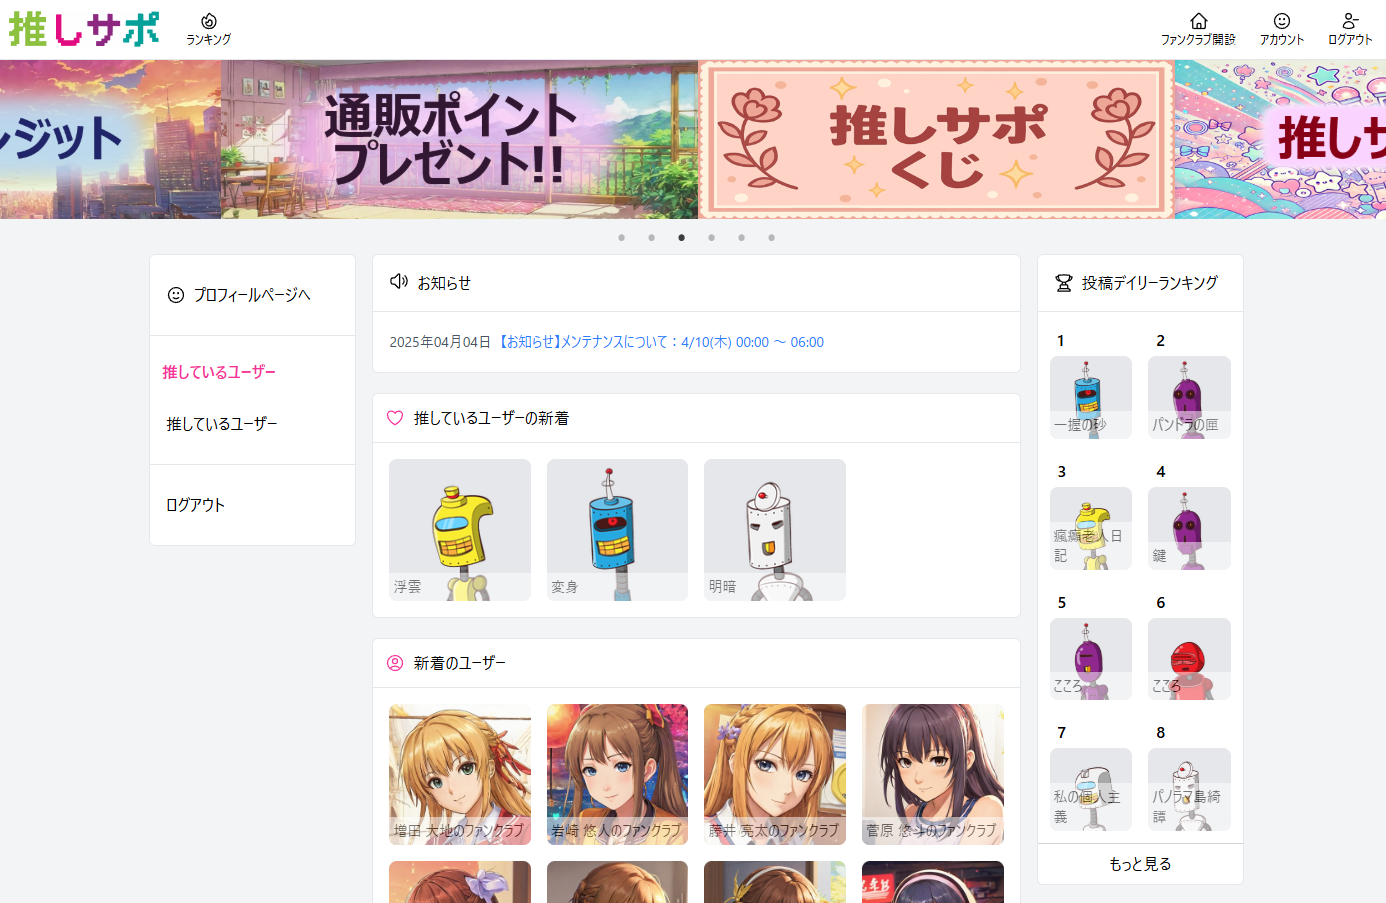 推しサポ
ランキング
ファンクラブ開設
アカウント
ログアウト
ジット
通販ポイント
プレゼント!!
推しサポ
くじ
推し
プロフィールページへ
推しているユーザー
推しているユーザー
ログアウト
お知らせ
2025年04月04日 【お知らせ】メンテナンスについて：4/10(木) 00:00 ～ 06:00
推しているユーザーの新着
浮雲
変身
明暗
新着のユーザー
増田 大地のファンクラブ
岩崎 悠人のファンクラブ
藤井 亮太のファンクラブ
菅原 悠斗のファンクラブ
投稿デイリーランキング
1
2
一握の砂
パンドラの匣
3
4
瘋癲老人日
記
鍵
5
6
こころ
こころ
7
8
私の個人主
義
パノラマ島綺
譚
もっと見る